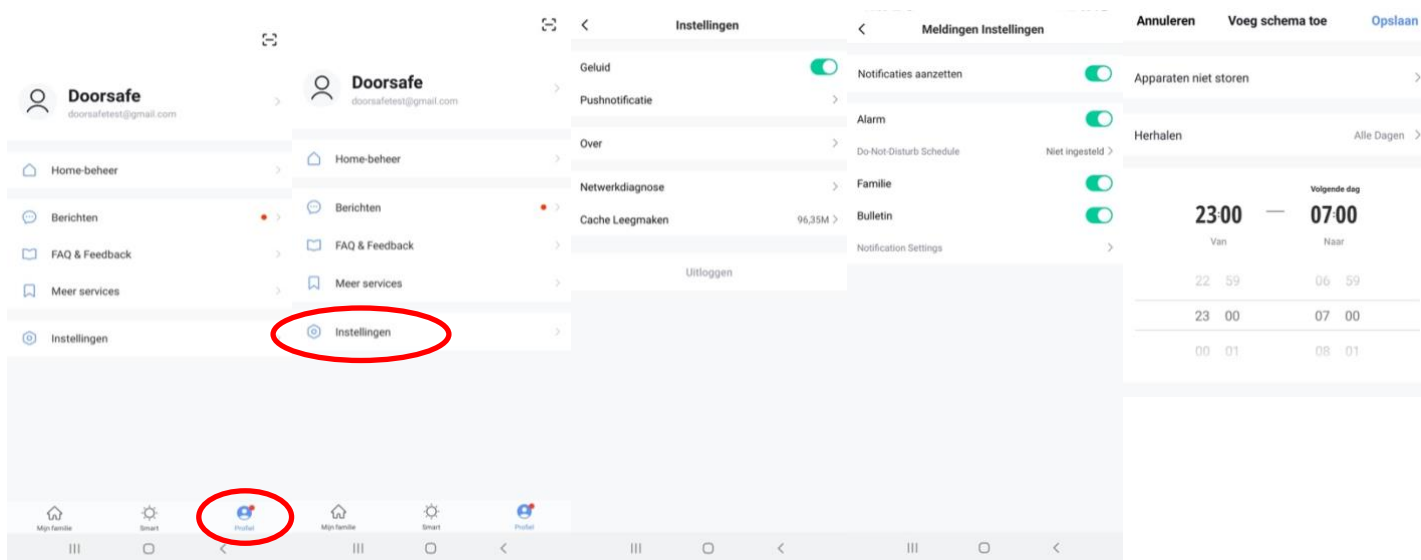 Doorsafe
doorsafetest@gmail.com
Home-beheer
Berichten
FAQ & Feedback
Meer services
Instellingen
Mijn familie
Smart
Profiel
Doorsafe
doorsafetest@gmail.com
Home-beheer
Berichten
FAQ & Feedback
Meer services
Instellingen
Mijn familie
Smart
Profiel
Instellingen
Geluid
Pushnotificatie
Over
Netwerkdiagnose
Cache Leegmaken 96,35M
Uitloggen
Meldingen Instellingen
Notificaties aanzetten
Alarm
Do-Not-Disturb Schedule Niet ingesteld
Familie
Bulletin
Notification Settings
Annuleren Voeg schema toe Opslaan
Apparaten niet storen
Herhalen Alle Dagen
Volgende dag
23:00 — 07:00
Van Naar
22 59 06 59
23 00 07 00
00 01 08 01